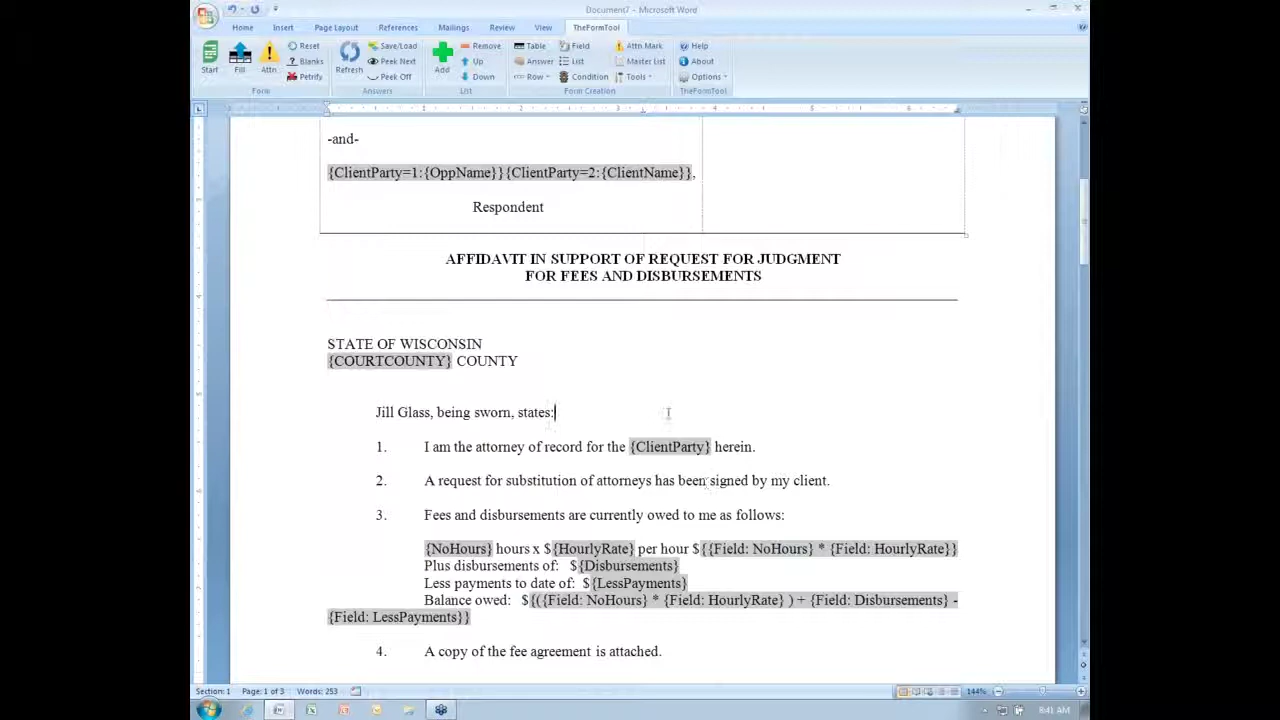 Document7 - Microsoft Word
Home Insert Page Layout References Mailings Review View TheFormTool
Start Fill Attn Reset Blanks Petrify
Form
Refresh Save/Load Peek Next Peek Off
Answers
Add Remove Up Down
List
Table Field Attn Mark
Answer List Master List
Row Condition Tools
Form Creation
Help
About
Options
TheFormTool
-and-
{ClientParty=1:{OppName}}{ClientParty=2:{ClientName}},
Respondent
AFFIDAVIT IN SUPPORT OF REQUEST FOR JUDGMENT
FOR FEES AND DISBURSEMENTS
STATE OF WISCONSIN
{COURTCOUNTY} COUNTY
Jill Glass, being sworn, states:
1. I am the attorney of record for the {ClientParty} herein.
2. A request for substitution of attorneys has been signed by my client.
3. Fees and disbursements are currently owed to me as follows:
{NoHours} hours x ${HourlyRate} per hour ${{Field: NoHours} * {Field: HourlyRate}}
Plus disbursements of: ${Disbursements}
Less payments to date of: ${LessPayments}
Balance owed: ${({Field: NoHours} * {Field: HourlyRate} ) + {Field: Disbursements} -
{Field: LessPayments}}
4. A copy of the fee agreement is attached.
Section: 1 Page: 1 of 3 Words: 253 144%
8:41 AM